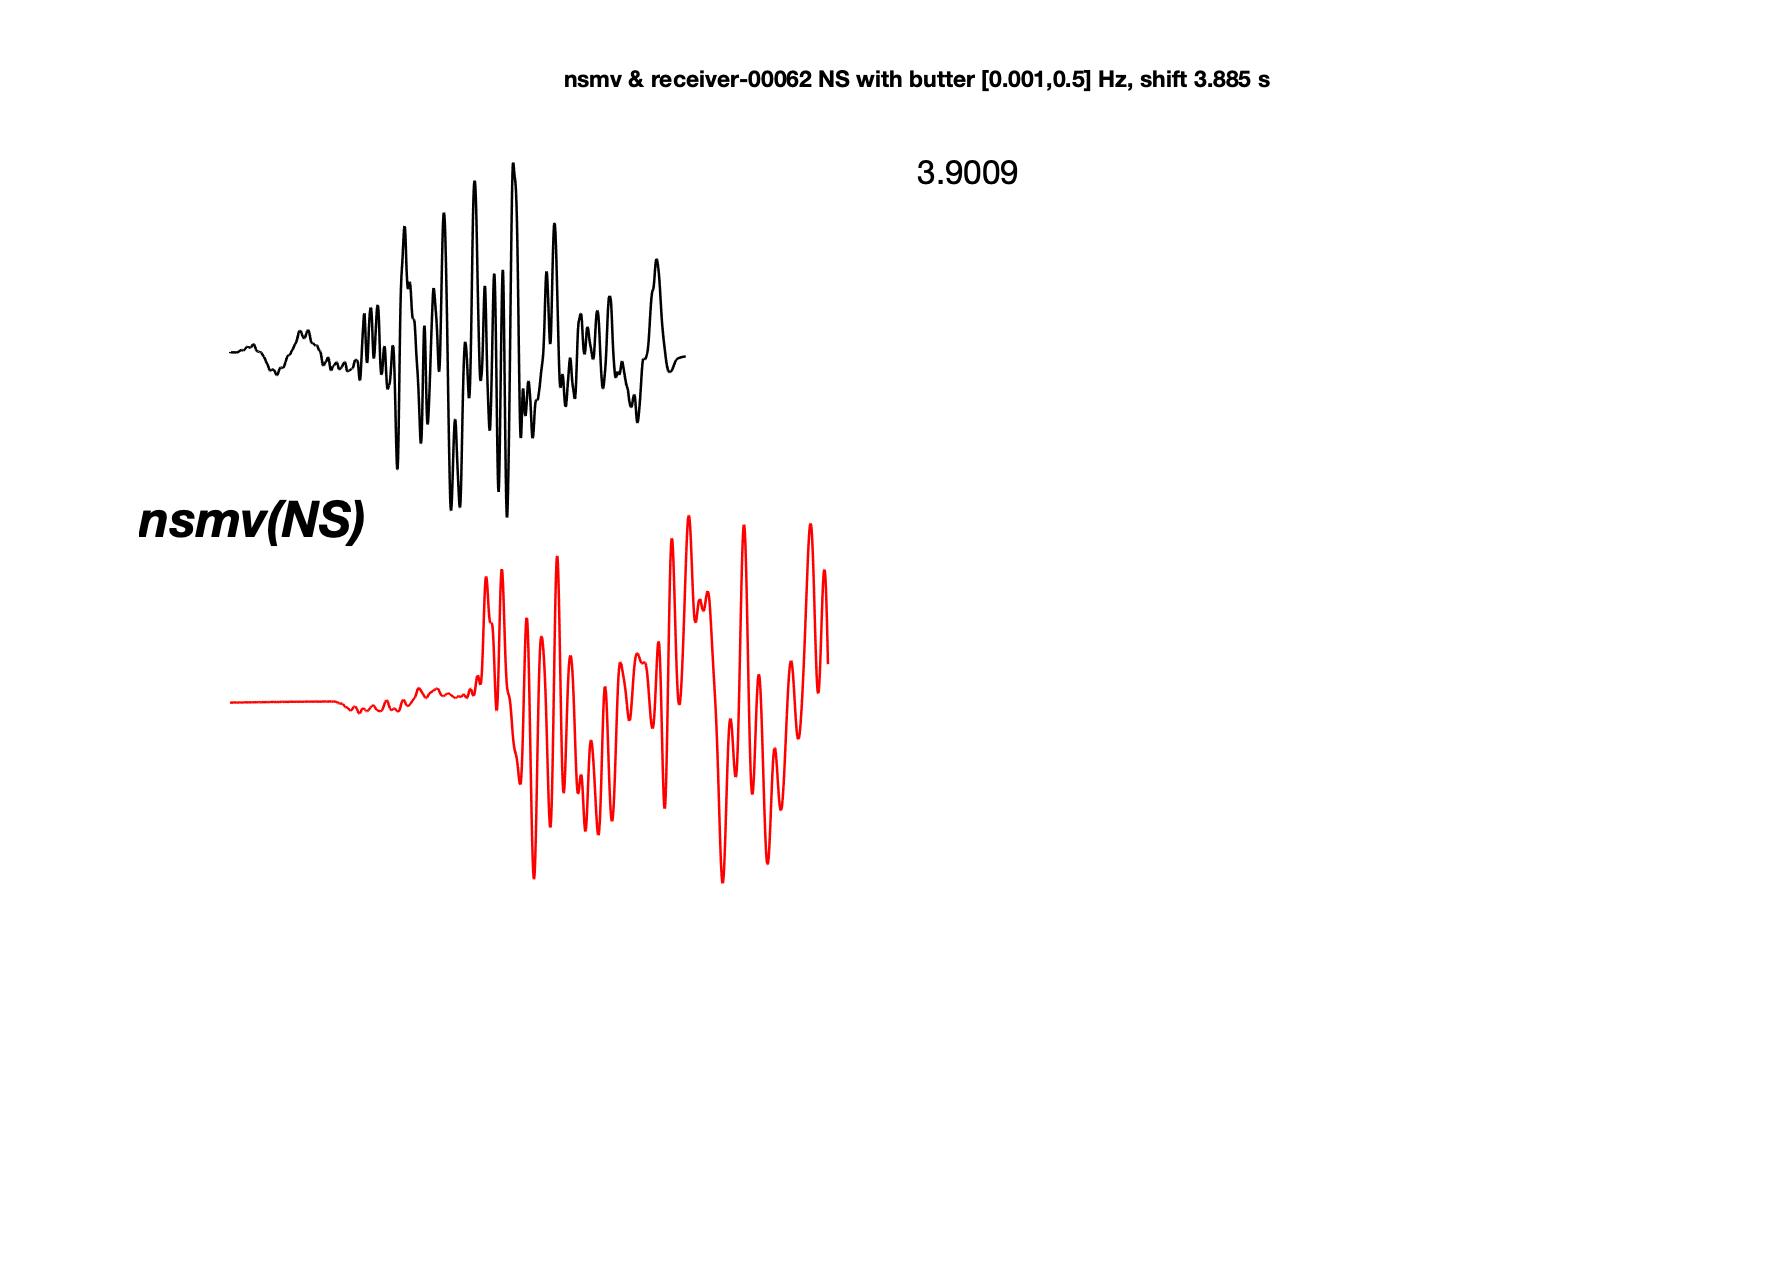 nsmv & receiver-00062 NS with butter [0.001,0.5] Hz, shift 3.885 s
3.9009
nsmv(NS)